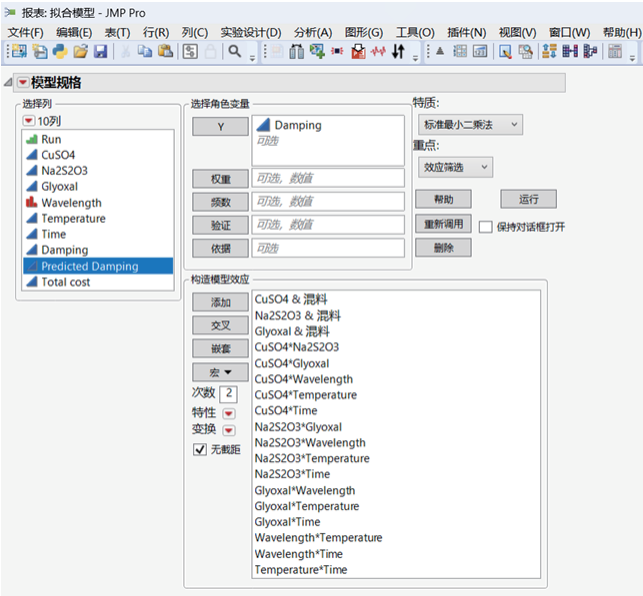 报表: 拟合模型 - JMP Pro
文件(F) 编辑(E) 表(T) 行(R) 列(C) 实验设计(D) 分析(A) 图形(G) 工具(O) 插件(N) 视图(V) 窗口(W) 帮助(H)
模型规格
选择列
10列
Run
CuSO4
Na2S2O3
Glyoxal
Wavelength
Temperature
Time
Damping
Predicted Damping
Total cost
选择角色变量
Y
Damping
可选
权重
可选，数值
频数
可选，数值
验证
可选，数值
依据
可选
特质:
标准最小二乘法
重点:
效应筛选
帮助
运行
重新调用
保持对话框打开
删除
构造模型效应
添加
交叉
嵌套
宏
次数 2
特性
变换
无截距
CuSO4 & 混料
Na2S2O3 & 混料
Glyoxal & 混料
CuSO4*Na2S2O3
CuSO4*Glyoxal
CuSO4*Wavelength
CuSO4*Temperature
CuSO4*Time
Na2S2O3*Glyoxal
Na2S2O3*Wavelength
Na2S2O3*Temperature
Na2S2O3*Time
Glyoxal*Wavelength
Glyoxal*Temperature
Glyoxal*Time
Wavelength*Temperature
Wavelength*Time
Temperature*Time